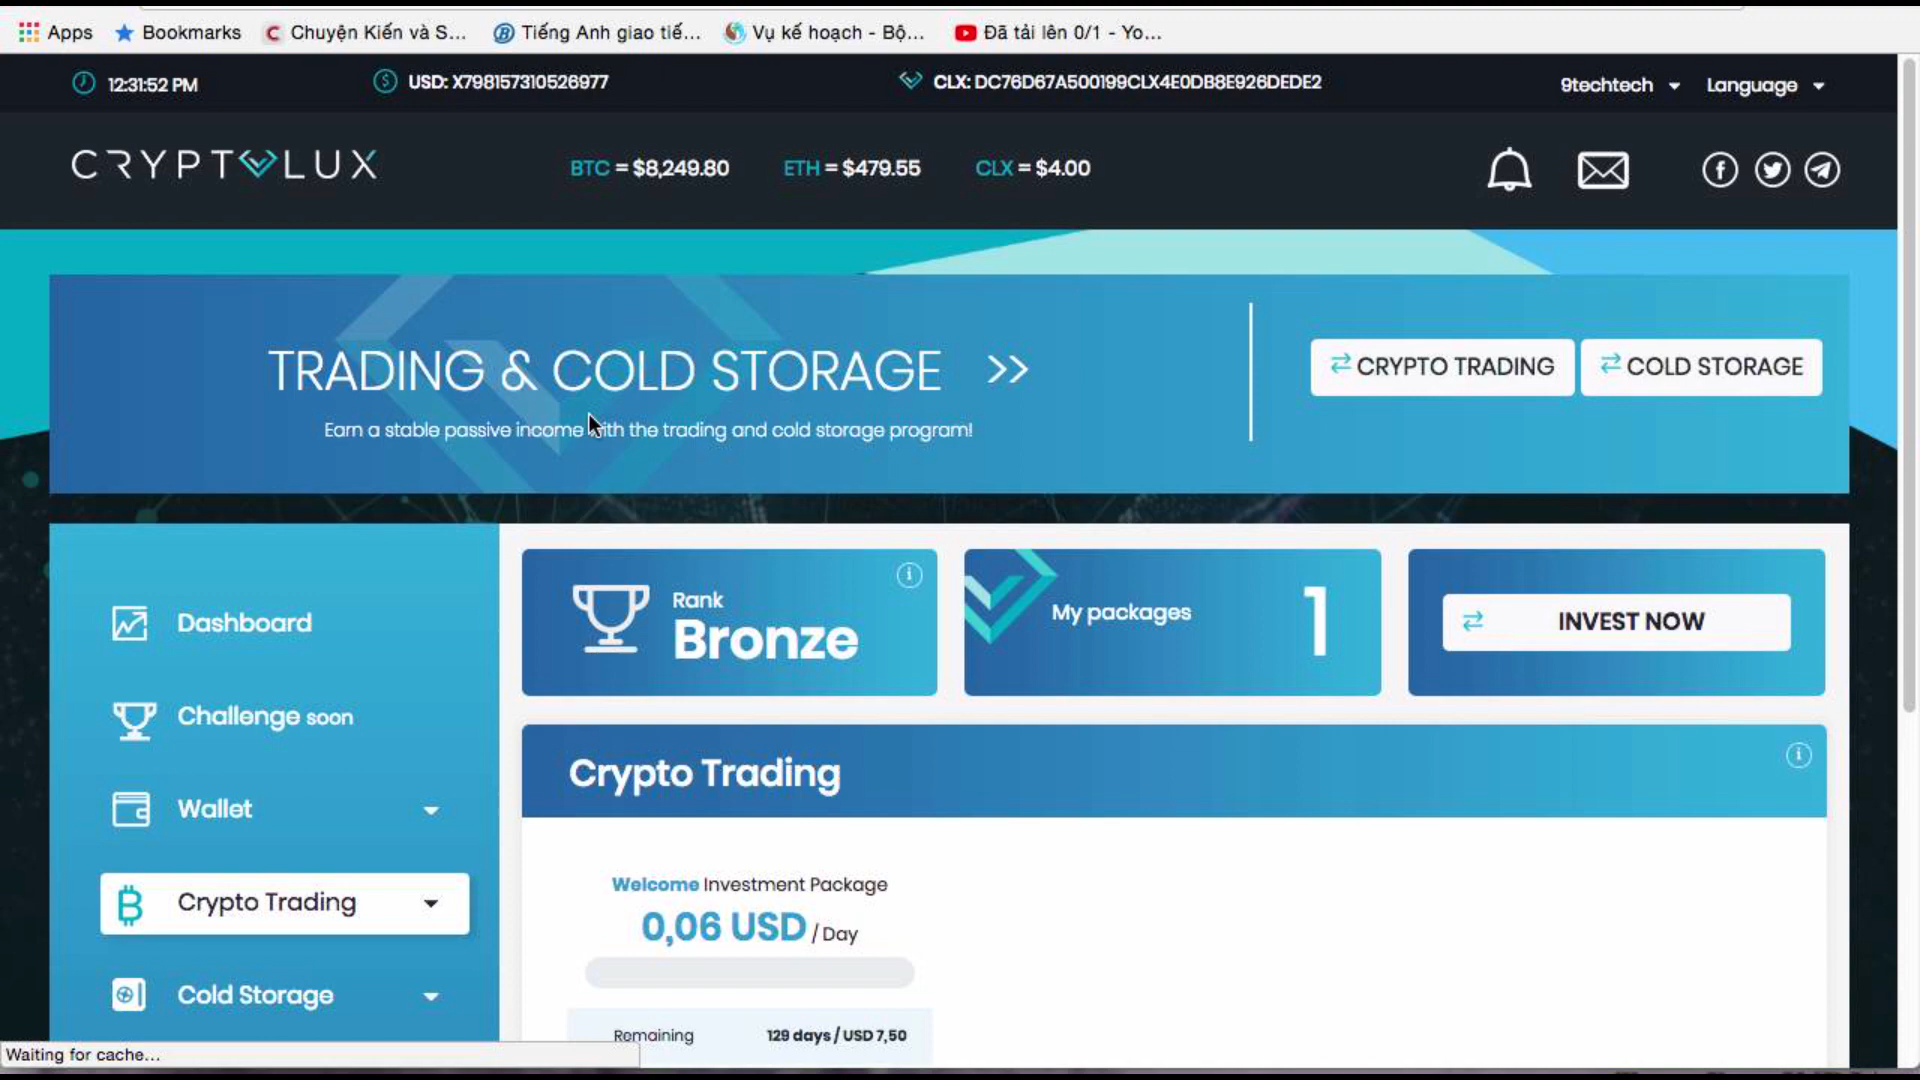 Apps Bookmarks Chuyện Kiến và S... Tiếng Anh giao tiế... Vụ kế hoạch - Bộ... Đã tải lên 0/1 - Yo...
12:31:52 PM USD: X798157310526977 CLX: DC76D67A500199CLX4E0DB8E926DEDE2 9techtech Language
CRYPTOLUX BTC = $8,249.80 ETH = $479.55 CLX = $4.00
TRADING & COLD STORAGE >>
CRYPTO TRADING COLD STORAGE
Earn a stable passive income with the trading and cold storage program!
Dashboard
Challenge soon
Wallet
Crypto Trading
Cold Storage
Rank
Bronze
My packages 1
INVEST NOW
Crypto Trading
Welcome Investment Package
0,06 USD / Day
Remaining 129 days / USD 7,50
Waiting for cache...